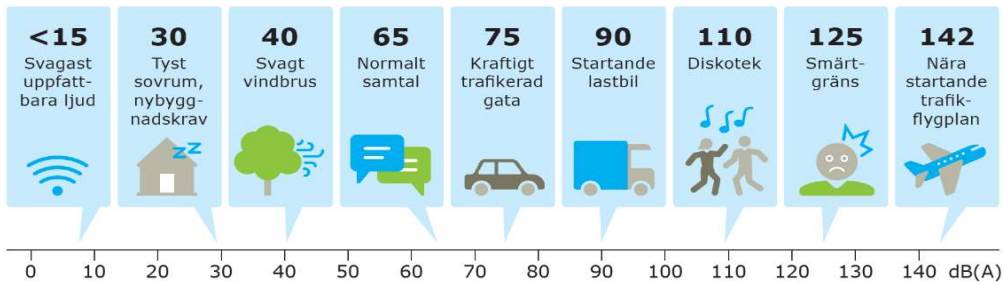 <15
Svagast
uppfatt-
bara ljud
30
Tyst
sovrum,
nybygg-
nadskrav
zz
40
Svagt
vindbrus
65
Normalt
samtal
75
Kraftigt
trafikerad
gata
90
Startande
lastbil
110
Diskotek
125
Smärt-
gräns
142
Nära
startande
trafik-
flygplan
0 10 20 30 40 50 60 70 80 90 100 110 120 130 140 dB(A)